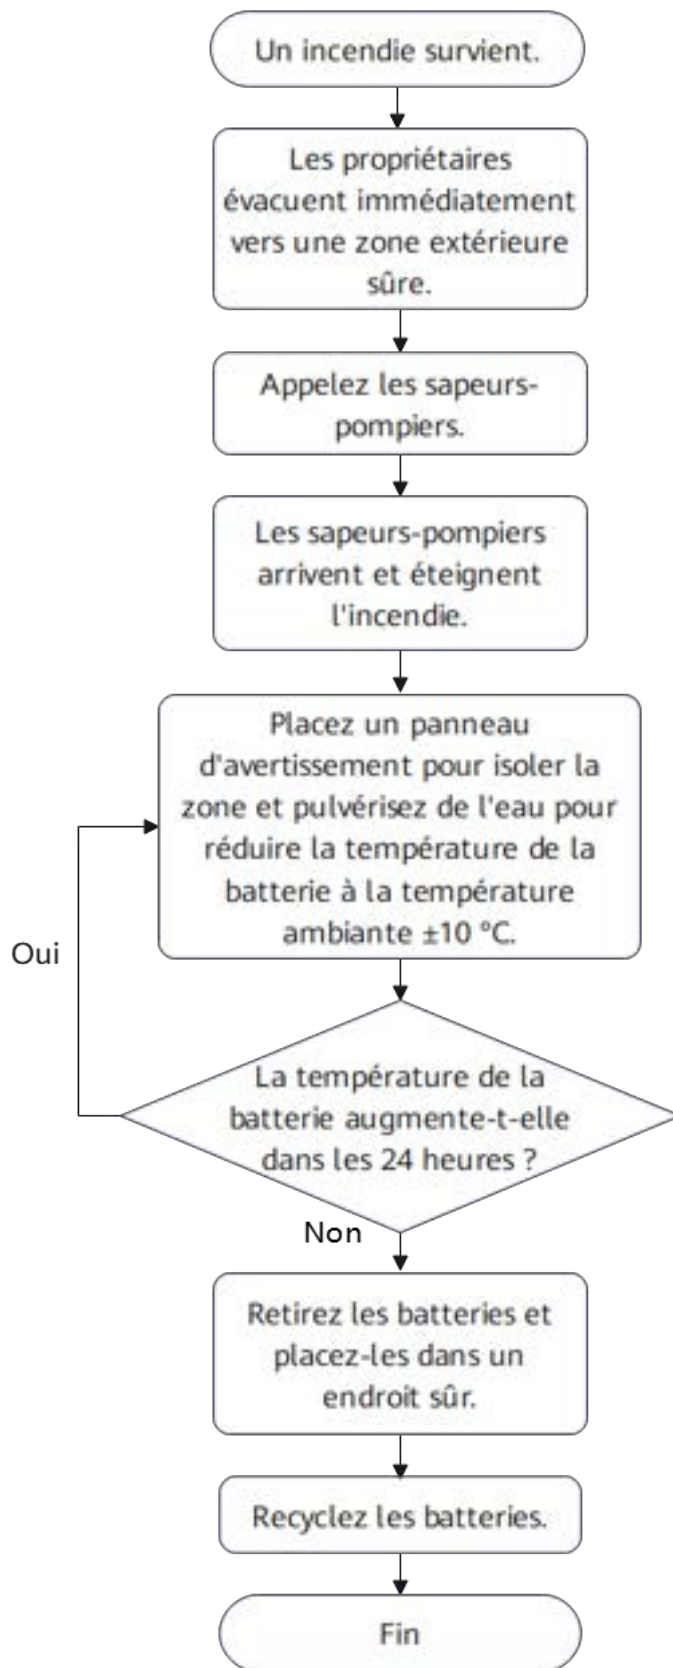 Un incendie survient.
Les propriétaires
évacuent immédiatement
vers une zone extérieure
sûre.
Appelez les sapeurs-
pompiers.
Les sapeurs-pompiers
arrivent et éteignent
l'incendie.
Placez un panneau
d'avertissement pour isoler la
zone et pulvérisez de l'eau pour
réduire la température de la
batterie à la température
ambiante ±10 °C.
Oui
La température de la
batterie augmente-t-elle
dans les 24 heures ?
Non
Retirez les batteries et
placez-les dans un
endroit sûr.
Recyclez les batteries.
Fin